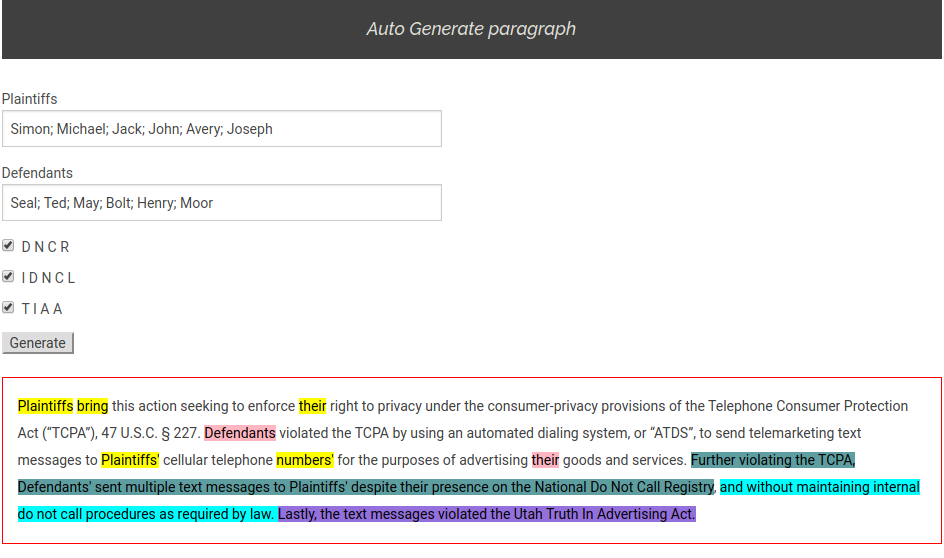 Auto Generate paragraph
Plaintiffs
Simon; Michael; Jack; John; Avery; Joseph
Defendants
Seal; Ted; May; Bolt; Henry; Moor
D N C R
I D N C L
T I A A
Generate
Plaintiffs bring this action seeking to enforce their right to privacy under the consumer-privacy provisions of the Telephone Consumer Protection
Act (“TCPA”), 47 U.S.C. § 227. Defendants violated the TCPA by using an automated dialing system, or “ATDS”, to send telemarketing text
messages to Plaintiffs' cellular telephone numbers' for the purposes of advertising their goods and services. Further violating the TCPA,
Defendants' sent multiple text messages to Plaintiffs' despite their presence on the National Do Not Call Registry, and without maintaining internal
do not call procedures as required by law. Lastly, the text messages violated the Utah Truth In Advertising Act.